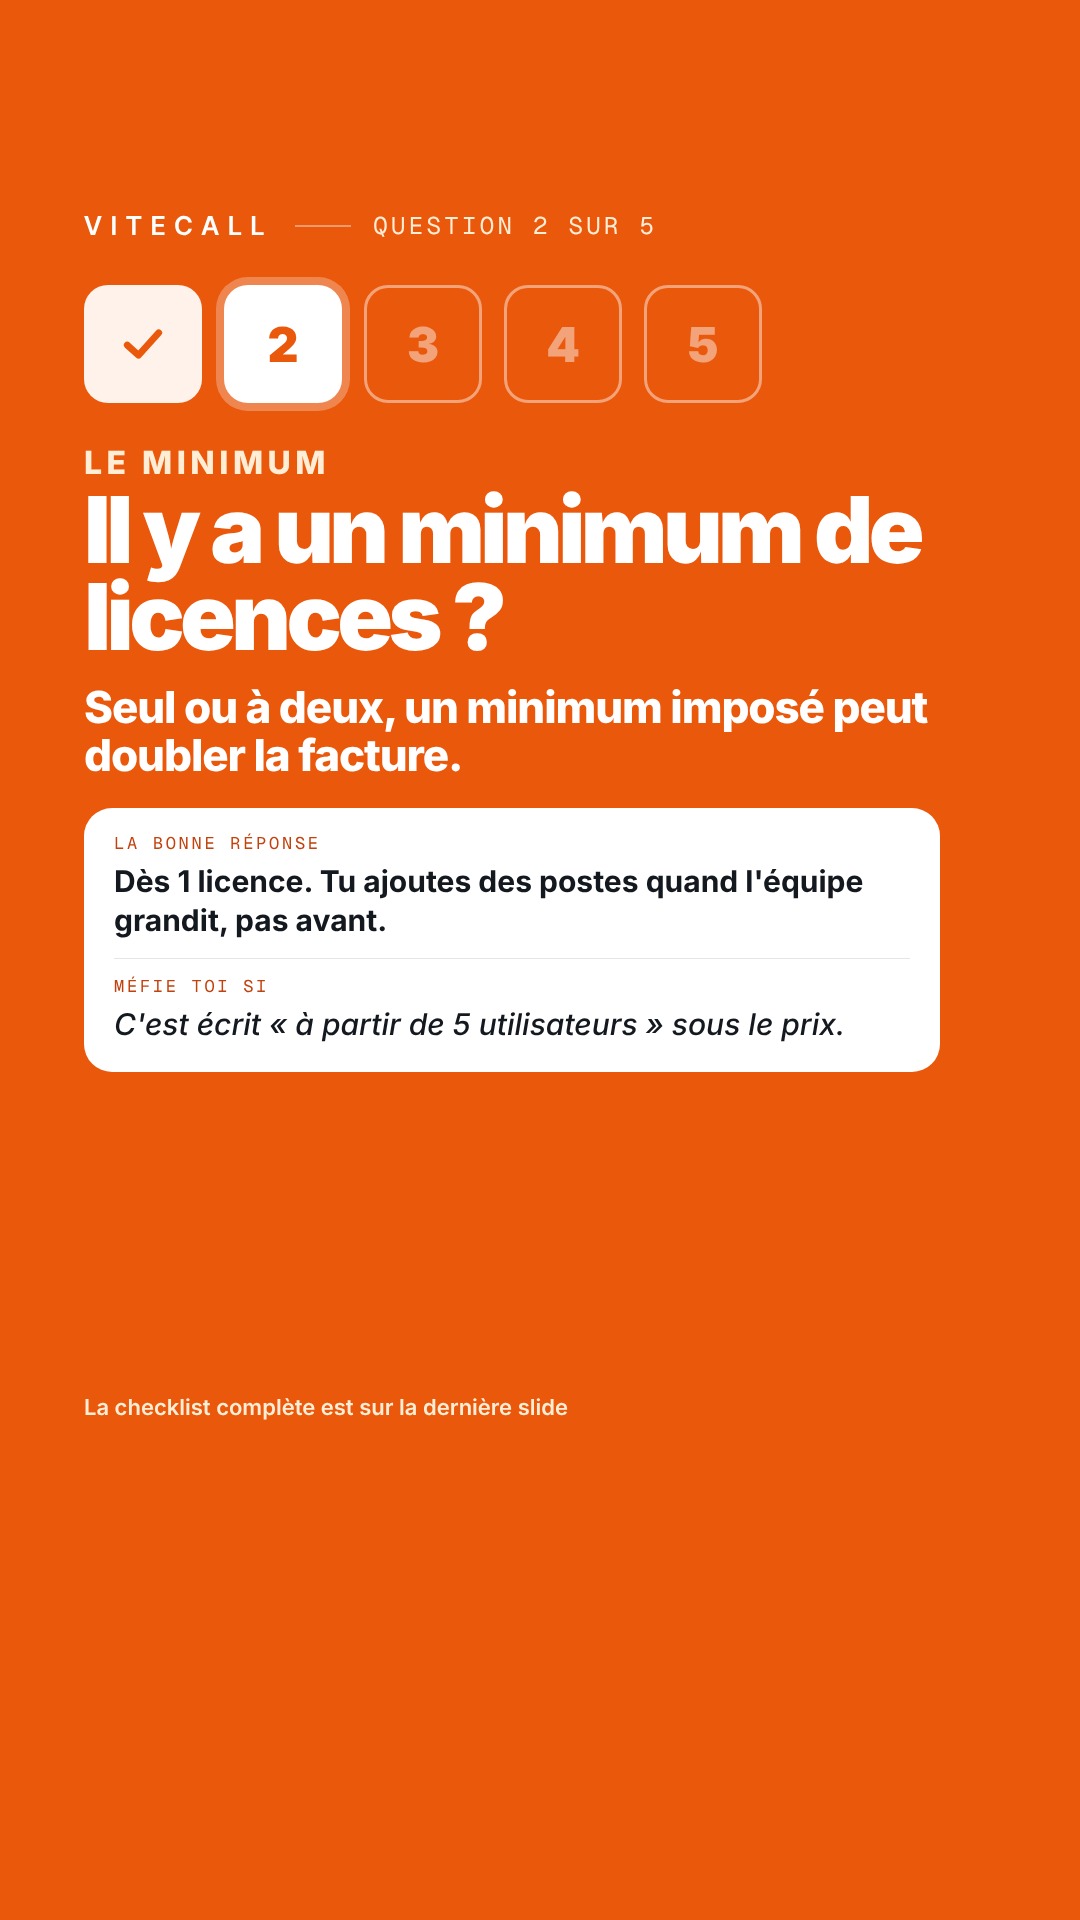 VITECALL — QUESTION 2 SUR 5
2 3 4 5
LE MINIMUM
Il y a un minimum de
licences ?
Seul ou à deux, un minimum imposé peut
doubler la facture.
LA BONNE RÉPONSE
Dès 1 licence. Tu ajoutes des postes quand l'équipe
grandit, pas avant.
MÉFIE TOI SI
C'est écrit « à partir de 5 utilisateurs » sous le prix.
La checklist complète est sur la dernière slide